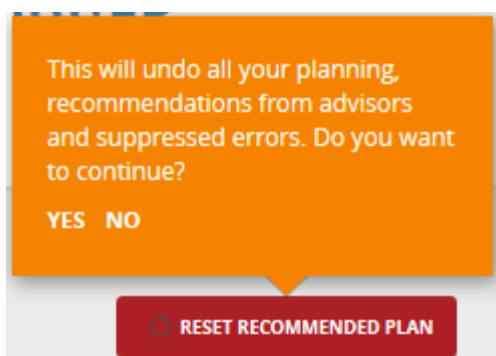 This will undo all your planning,
recommendations from advisors
and suppressed errors. Do you want
to continue?
YES NO
RESET RECOMMENDED PLAN